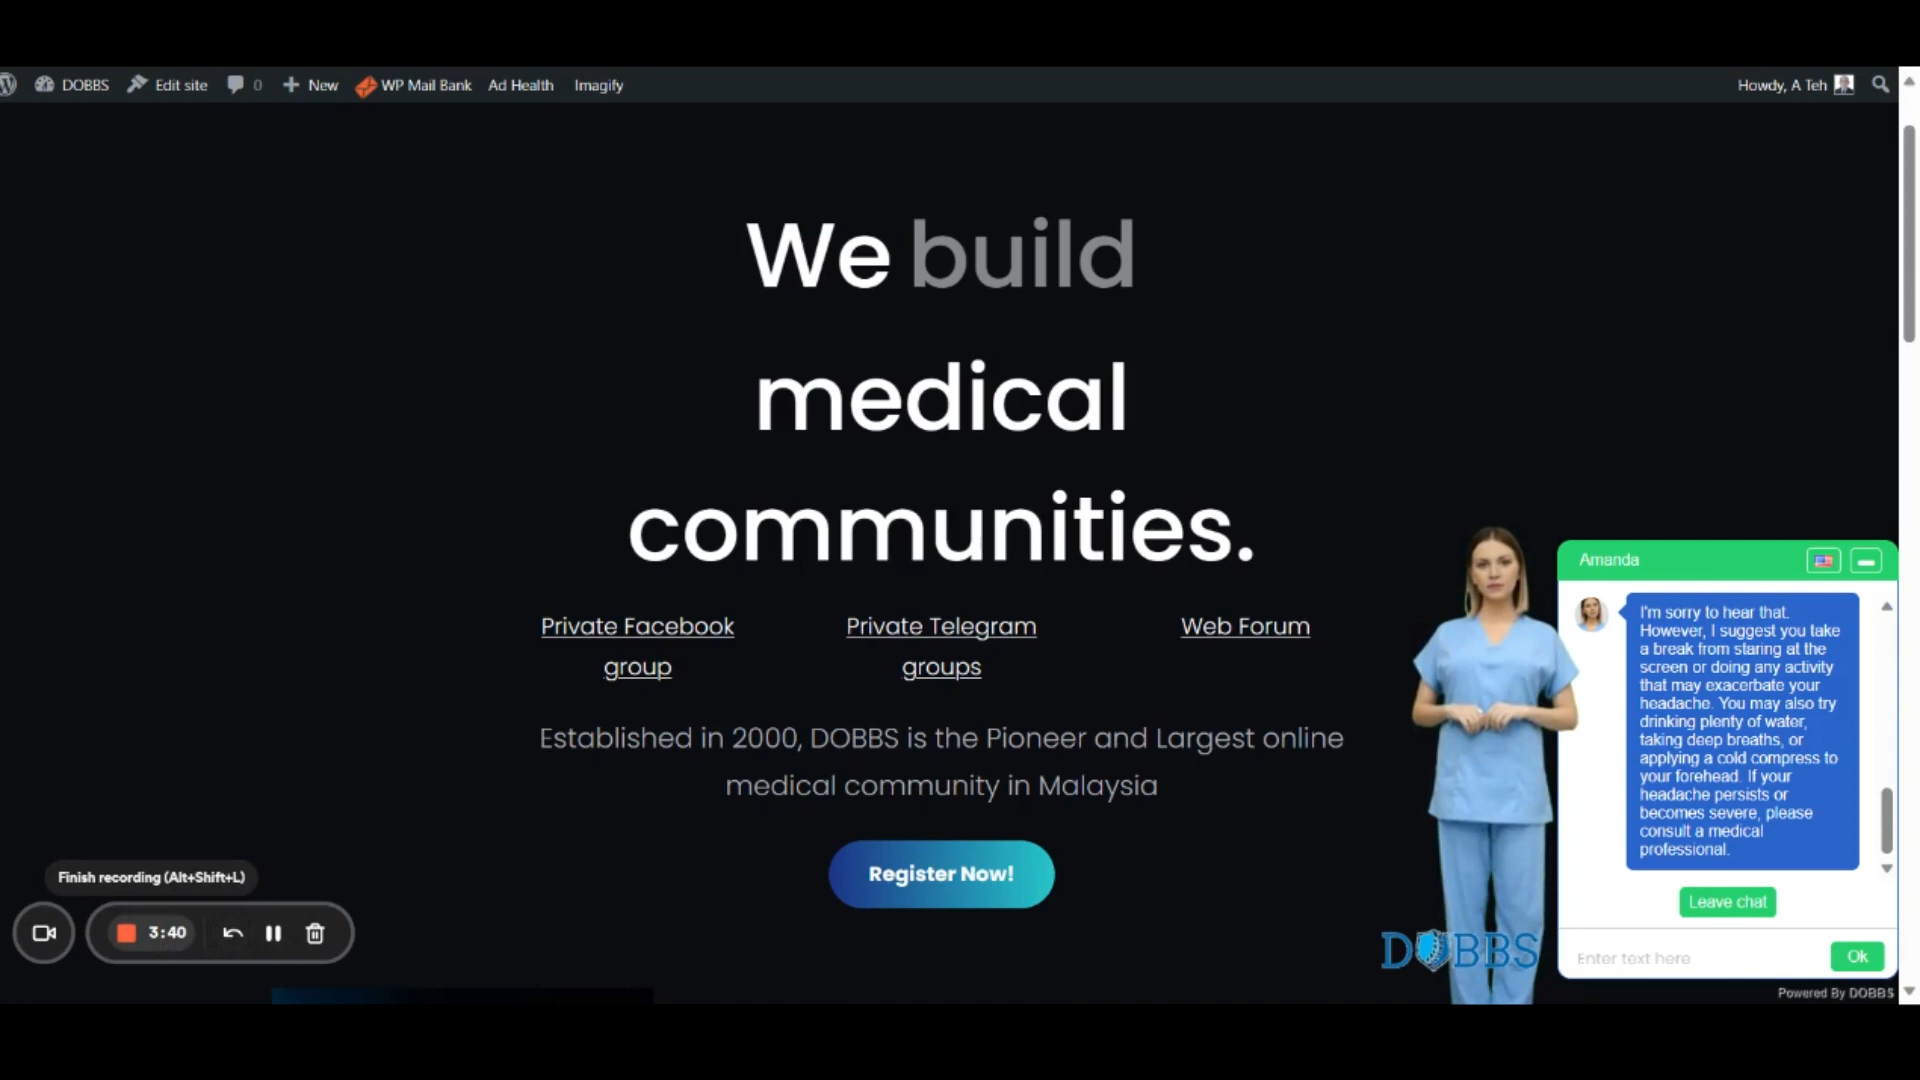 DOBBS
Edit site
0
New
WP Mail Bank
Ad Health
Imagify
Howdy, A Teh
We build
medical
communities.
Private Facebook
group
Private Telegram
groups
Web Forum
Established in 2000, DOBBS is the Pioneer and Largest online
medical community in Malaysia
Register Now!
Finish recording (Alt+Shift+L)
3:40
DOBBS
Amanda
I'm sorry to hear that.
However, I suggest you take
a break from staring at the
screen or doing any activity
that may exacerbate your
headache. You may also try
drinking plenty of water,
taking deep breaths, or
applying a cold compress to
your forehead. If your
headache persists or
becomes severe, please
consult a medical
professional.
Leave chat
Enter text here
Ok
Powered By DOBBS